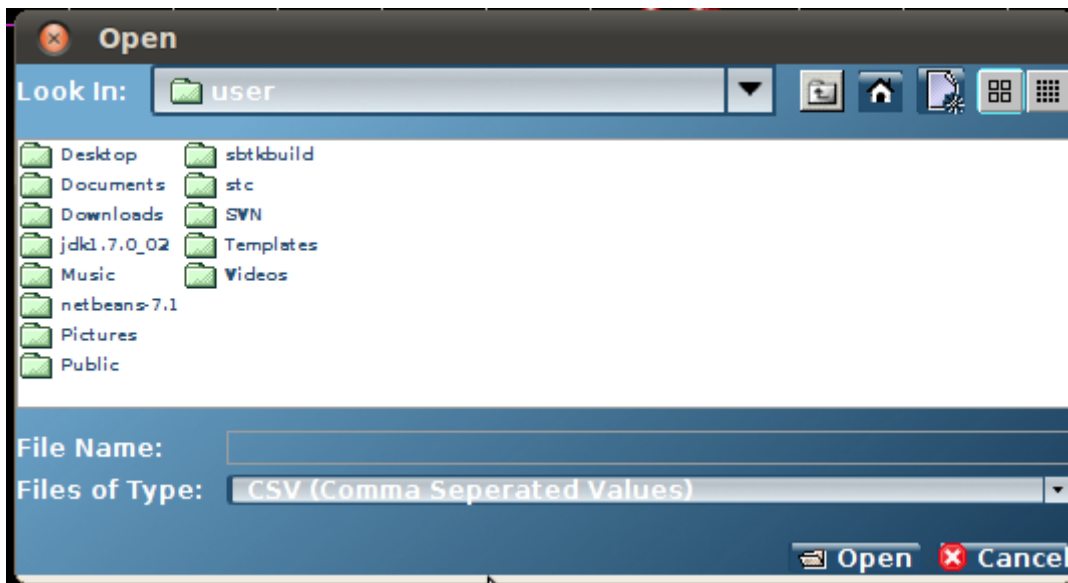 Open
Look In: user
Desktop
Documents
Downloads
jdk1.7.0_02
Music
netbeans-7.1
Pictures
Public
sbtkbuild
stc
SVN
Templates
Videos
File Name:
Files of Type: CSV (Comma Seperated Values)
Open Cancel